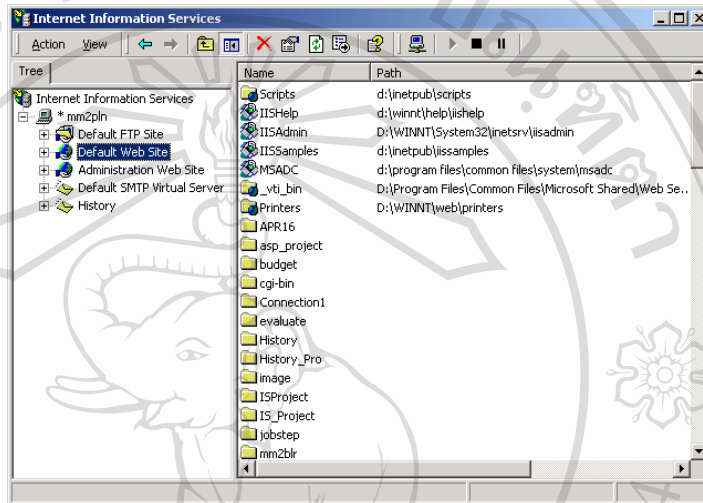 Internet Information Services
Action View
Tree
Internet Information Services
* mm2pln
Default FTP Site
Default Web Site
Administration Web Site
Default SMTP Virtual Server
History
Name Path
Scripts d:\inetpub\scripts
IISHelp d:\winnt\help\iishelp
IISAdmin D:\WINNT\System32\inetsrv\iisadmin
IISSamples d:\inetpub\iissamples
MSADC d:\program files\common files\system\msadc
_vti_bin D:\Program Files\Common Files\Microsoft Shared\Web Se..
Printers D:\WINNT\web\printers
APR16
asp_project
budget
cgi-bin
Connection1
evaluate
History
History_Pro
image
ISProject
IS_Project
jobstep
mm2blr